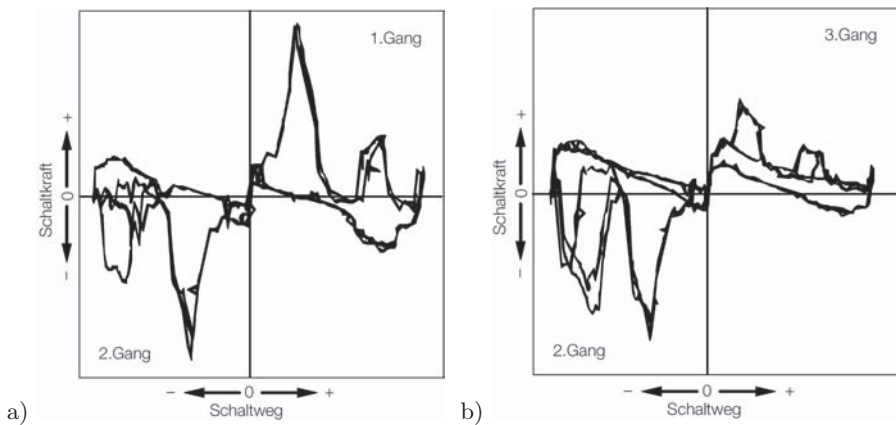 1.Gang
Schaltkraft
− 0 +
2.Gang
− 0 +
Schaltweg
a)
3.Gang
Schaltkraft
− 0 +
2.Gang
− 0 +
Schaltweg
b)